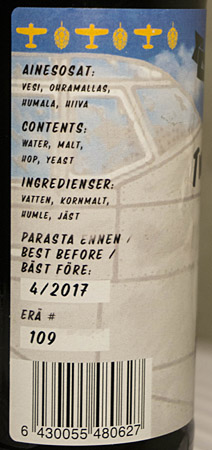 AINESOSAT:
VESI, OHRAMALLAS,
HUMALA, HIIVA
CONTENTS:
WATER, MALT,
HOP, YEAST
INGREDIENSER:
VATTEN, KORNMALT,
HUMLE, JÄST
PARASTA ENNEN /
BEST BEFORE /
BÄST FÖRE:
4/2017
ERÄ #
109
6 430055 480627